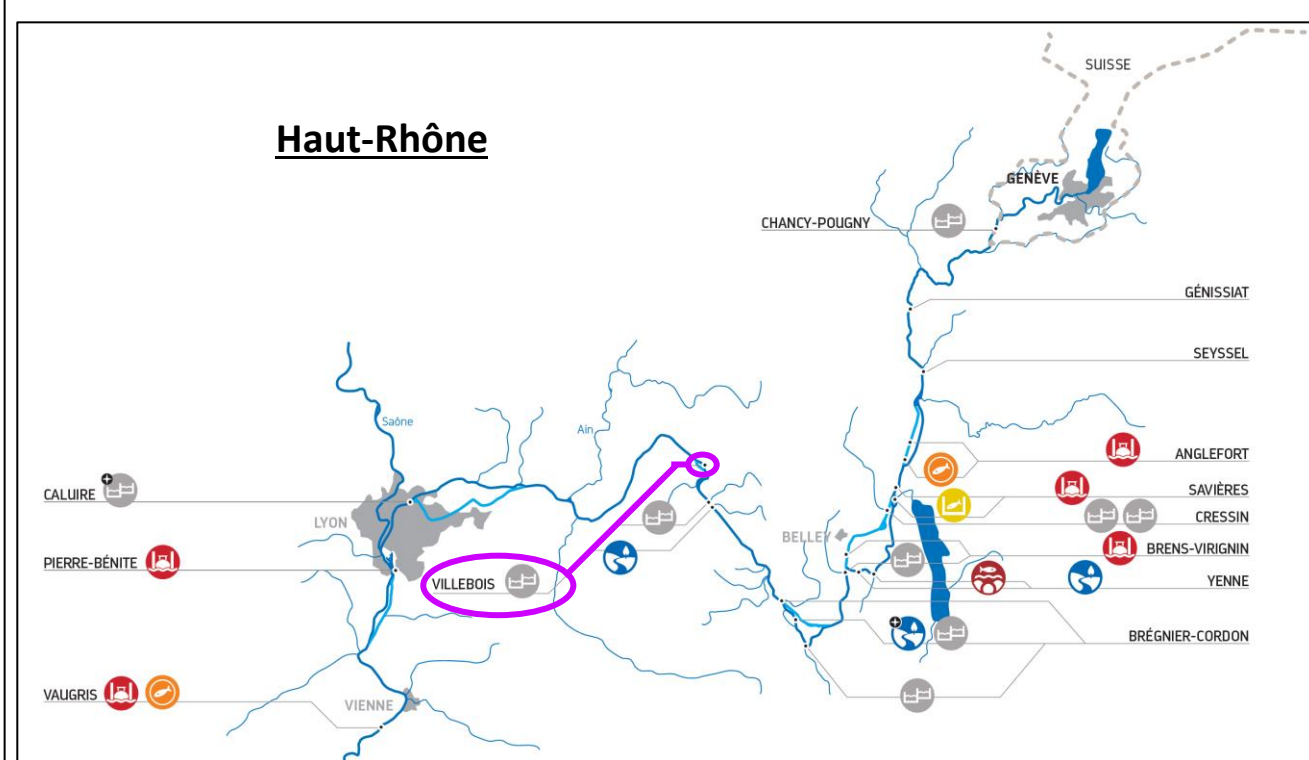 Haut-Rhône
SUISSE
GENÈVE
CHANCY-POUGNY
GÉNISSIAT
SEYSSEL
Saône
Ain
ANGLEFORT
CALUIRE
SAVIÈRES
LYON
CRESSIN
BELLEY
BRENS-VIRIGNIN
PIERRE-BÉNITE
VILLEBOIS
YENNE
BRÉGNIER-CORDON
VAUGRIS
VIENNE